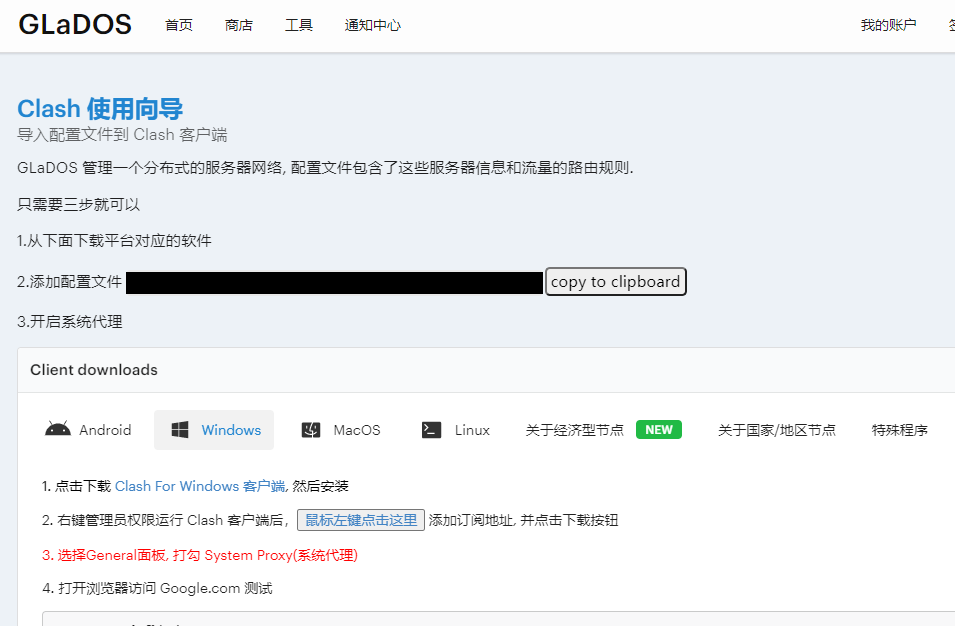 GLaDOS 首页 商店 工具 通知中心 我的账户
Clash 使用向导
导入配置文件到 Clash 客户端
GLaDOS 管理一个分布式的服务器网络, 配置文件包含了这些服务器信息和流量的路由规则.
只需要三步就可以
1.从下面下载平台对应的软件
2.添加配置文件 copy to clipboard
3.开启系统代理
Client downloads
Android Windows MacOS Linux 关于经济型节点 NEW 关于国家/地区节点 特殊程序
1. 点击下载 Clash For Windows 客户端, 然后安装
2. 右键管理员权限运行 Clash 客户端后， 鼠标左键点击这里 添加订阅地址, 并点击下载按钮
3. 选择General面板, 打勾 System Proxy(系统代理)
4. 打开浏览器访问 Google.com 测试